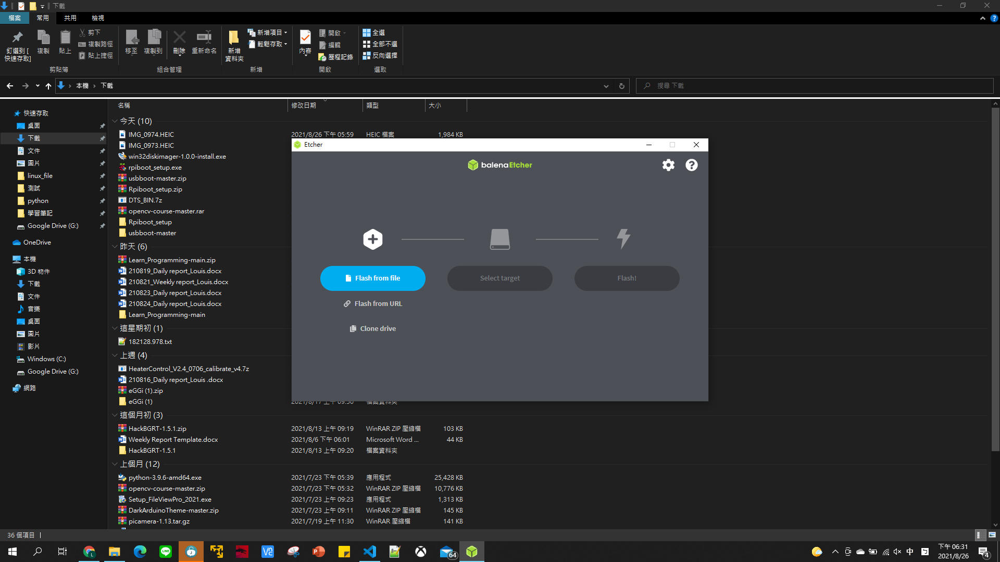 下載
檔案 常用 共用 檢視
釘選到 [快速存取]
複製
貼上
剪下
複製路徑
貼上捷徑
剪貼簿
移至
複製到
刪除
重新命名
組合管理
新增資料夾
新增項目
輕鬆存取
新增
內容
開啟
編輯
歷程記錄
開啟
全選
全部不選
反向選擇
選取
本機 › 下載
搜尋 下載
快速存取
桌面
下載
文件
圖片
linux_file
測試
python
學習筆記
Google Drive (G:)
OneDrive
本機
3D 物件
下載
文件
音樂
桌面
圖片
影片
Windows (C:)
Google Drive (G:)
網路
名稱 修改日期 類型 大小
今天 (10)
IMG_0974.HEIC 2021/8/26 下午 05:59 HEIC 檔案 1,984 KB
IMG_0973.HEIC
win32diskimager-1.0.0-install.exe
rpiboot_setup.exe
usbboot-master.zip
Rpiboot_setup.zip
DTS_BIN.7z
opencv-course-master.rar
Rpiboot_setup
usbboot-master
昨天 (6)
Learn_Programming-main.zip
210819_Daily report_Louis.docx
210821_Weekly report_Louis.docx
210823_Daily report_Louis.docx
210824_Daily report_Louis.docx
Learn_Programming-main
這星期初 (1)
182128.978.txt
上週 (4)
HeaterControl_V2.4_0706_calibrate_v4.7z
210816_Daily report_Louis .docx
eGGi (1).zip
eGGi (1) 2021/8/17 上午 09:50 檔案資料夾
這個月初 (3)
HackBGRT-1.5.1.zip 2021/8/13 上午 09:19 WinRAR ZIP 壓縮檔 103 KB
Weekly Report Template.docx 2021/8/6 下午 06:01 Microsoft Word ... 44 KB
HackBGRT-1.5.1 2021/8/13 上午 09:20 檔案資料夾
上個月 (12)
python-3.9.6-amd64.exe 2021/7/23 下午 05:39 應用程式 25,428 KB
opencv-course-master.zip 2021/7/23 下午 05:32 WinRAR ZIP 壓縮檔 10,776 KB
Setup_FileViewPro_2021.exe 2021/7/23 下午 09:23 應用程式 1,313 KB
DarkArduinoTheme-master.zip 2021/7/23 上午 09:11 WinRAR ZIP 壓縮檔 145 KB
picamera-1.13.tar.gz 2021/7/19 上午 11:30 WinRAR 壓縮檔 141 KB
Etcher
balenaEtcher
Flash from file
Select target
Flash!
Flash from URL
Clone drive
36 個項目
LINE
64
中
下午 06:31
2021/8/26
4